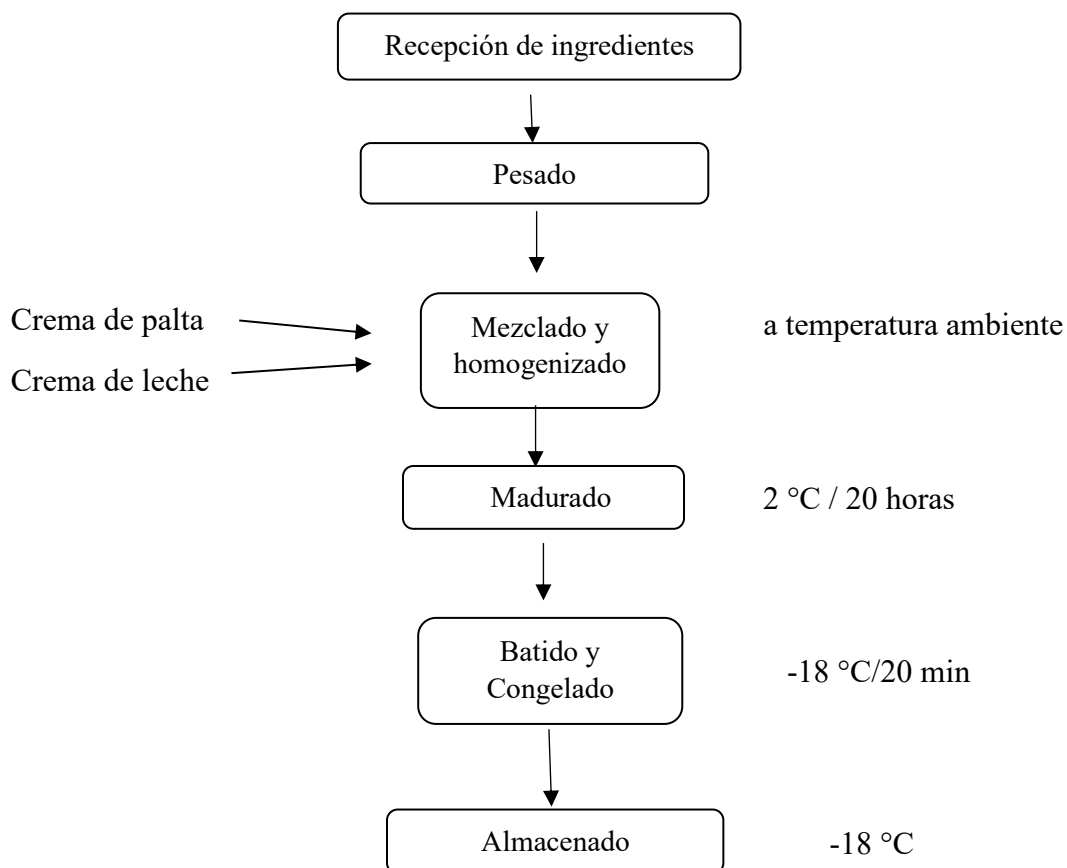 Recepción de ingredientes
Pesado
Crema de palta
Crema de leche
Mezclado y
homogenizado
a temperatura ambiente
Madurado
2 °C / 20 horas
Batido y
Congelado
-18 °C/20 min
Almacenado
-18 °C